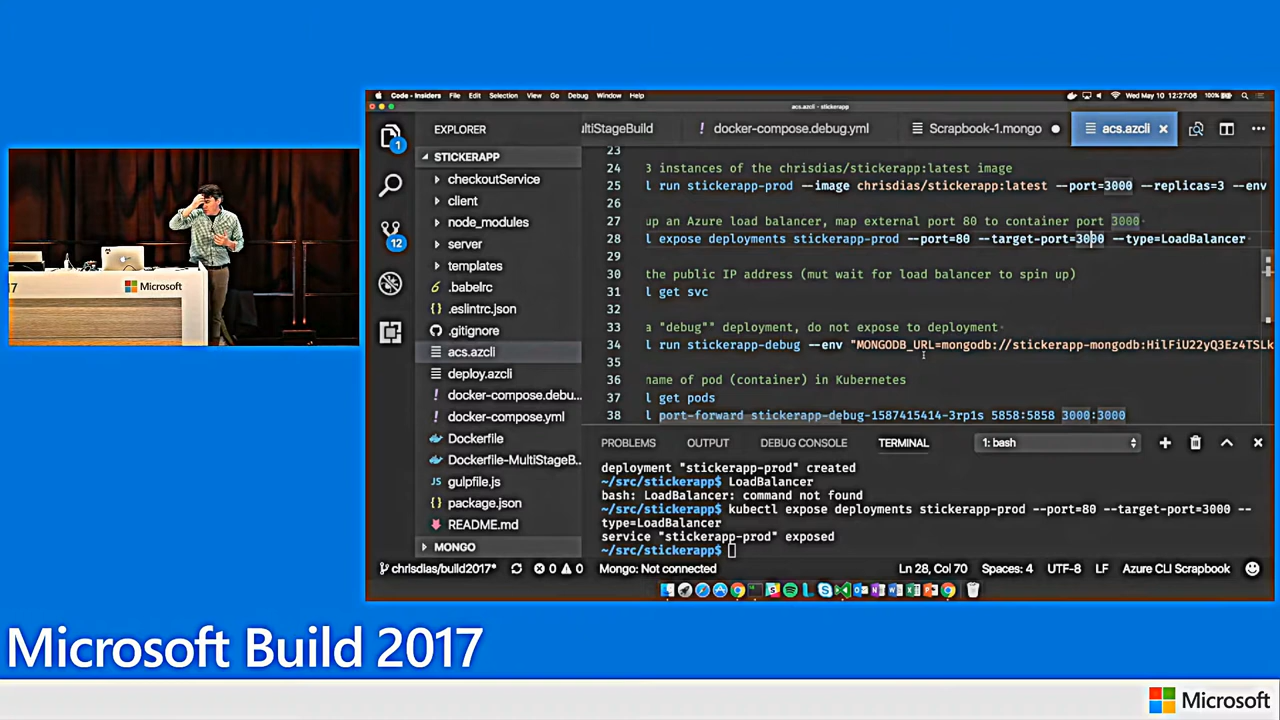 Code - Insiders File Edit Selection View Go Debug Window Help
Wed May 10 12:27:06 100%
acs.azcli - stickerapp
EXPLORER
ultiStageBuild
! docker-compose.debug.yml
Scrapbook-1.mongo
acs.azcli
1
12
STICKERAPP
checkoutService
client
node_modules
server
templates
.babelrc
.eslintrc.json
.gitignore
acs.azcli
deploy.azcli
! docker-compose.debu...
! docker-compose.yml
Dockerfile
Dockerfile-MultiStageB...
gulpfile.js
{} package.json
README.md
MONGO
23
24 3 instances of the chrisdias/stickerapp:latest image
25 l run stickerapp-prod --image chrisdias/stickerapp:latest --port=3000 --replicas=3 --env
26
27 up an Azure load balancer, map external port 80 to container port 3000
28 l expose deployments stickerapp-prod --port=80 --target-port=3000 --type=LoadBalancer
29
30 the public IP address (mut wait for load balancer to spin up)
31 l get svc
32
33 a "debug"" deployment, do not expose to deployment
34 l run stickerapp-debug --env "MONGODB_URL=mongodb://stickerapp-mongodb:HilFiU22yQ3Ez4TSLk
35
36 name of pod (container) in Kubernetes
37 l get pods
38 l port-forward stickerapp-debug-1587415414-3rp1s 5858:5858 3000:3000
PROBLEMS OUTPUT DEBUG CONSOLE TERMINAL 1: bash
deployment "stickerapp-prod" created
~/src/stickerapp$ LoadBalancer
bash: LoadBalancer: command not found
~/src/stickerapp$ kubectl expose deployments stickerapp-prod --port=80 --target-port=3000 --
type=LoadBalancer
service "stickerapp-prod" exposed
~/src/stickerapp$
chrisdias/build2017* 0 0 Mongo: Not connected Ln 28, Col 70 Spaces: 4 UTF-8 LF Azure CLI Scrapbook
17
Microsoft
Microsoft Build 2017
Microsoft